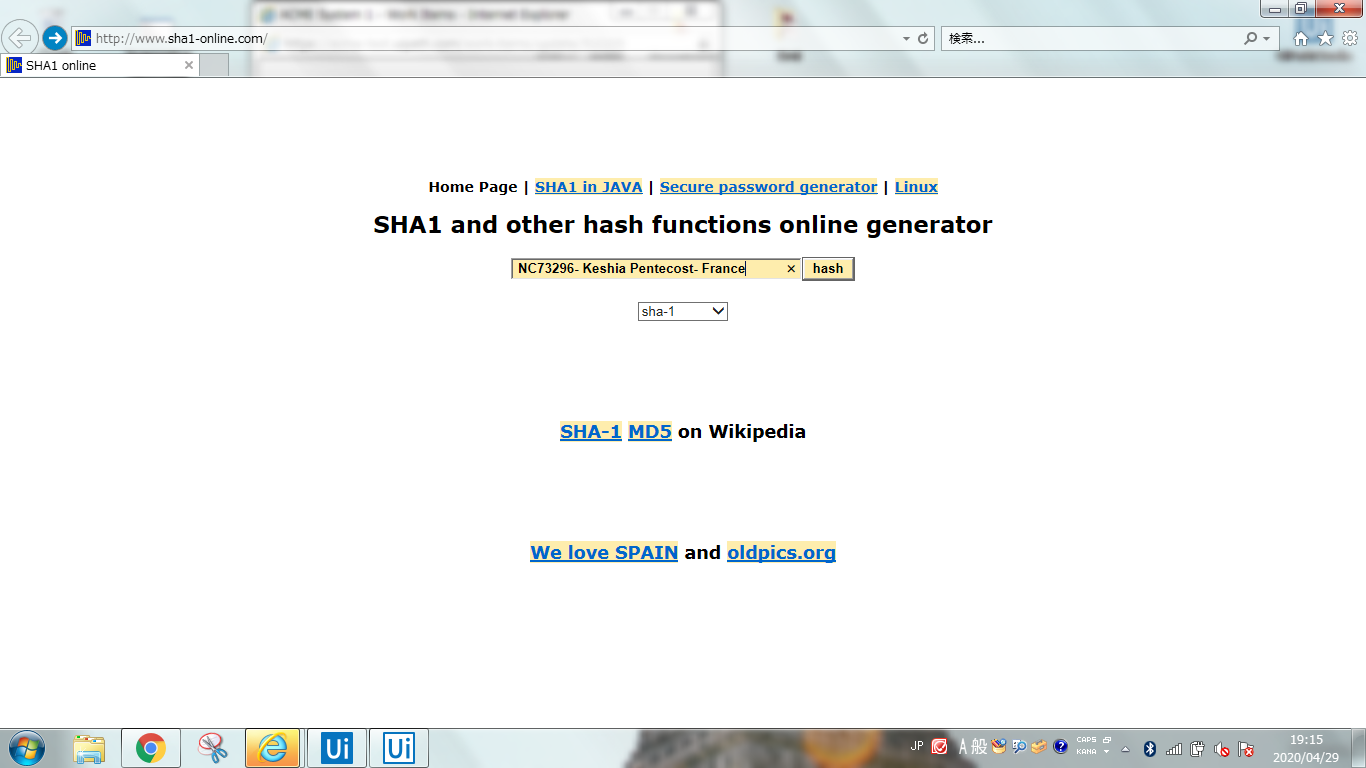 http://www.sha1-online.com/
検索...
SHA1 online
Home Page | SHA1 in JAVA | Secure password generator | Linux
SHA1 and other hash functions online generator
NC73296- Keshia Pentecost- France × hash
sha-1
SHA-1 MD5 on Wikipedia
We love SPAIN and oldpics.org
Ui Ui
JP A 般 CAPS KANA
19:15
2020/04/29